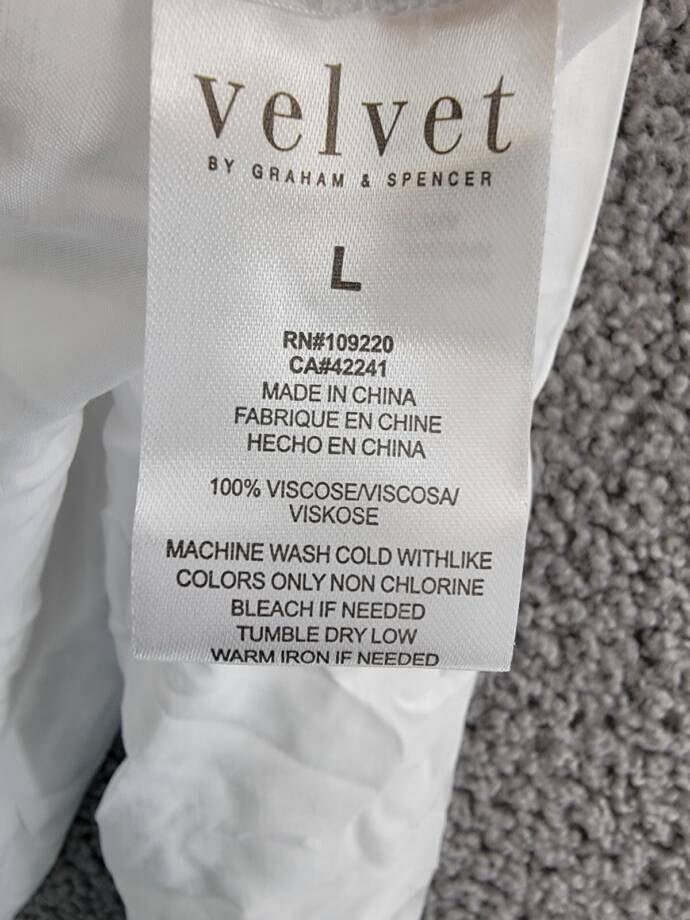 velvet
BY GRAHAM & SPENCER
L
RN#109220
CA#42241
MADE IN CHINA
FABRIQUE EN CHINE
HECHO EN CHINA
100% VISCOSE/VISCOSA/
VISKOSE
MACHINE WASH COLD WITHLIKE
COLORS ONLY NON CHLORINE
BLEACH IF NEEDED
TUMBLE DRY LOW
WARM IRON IF NEEDED